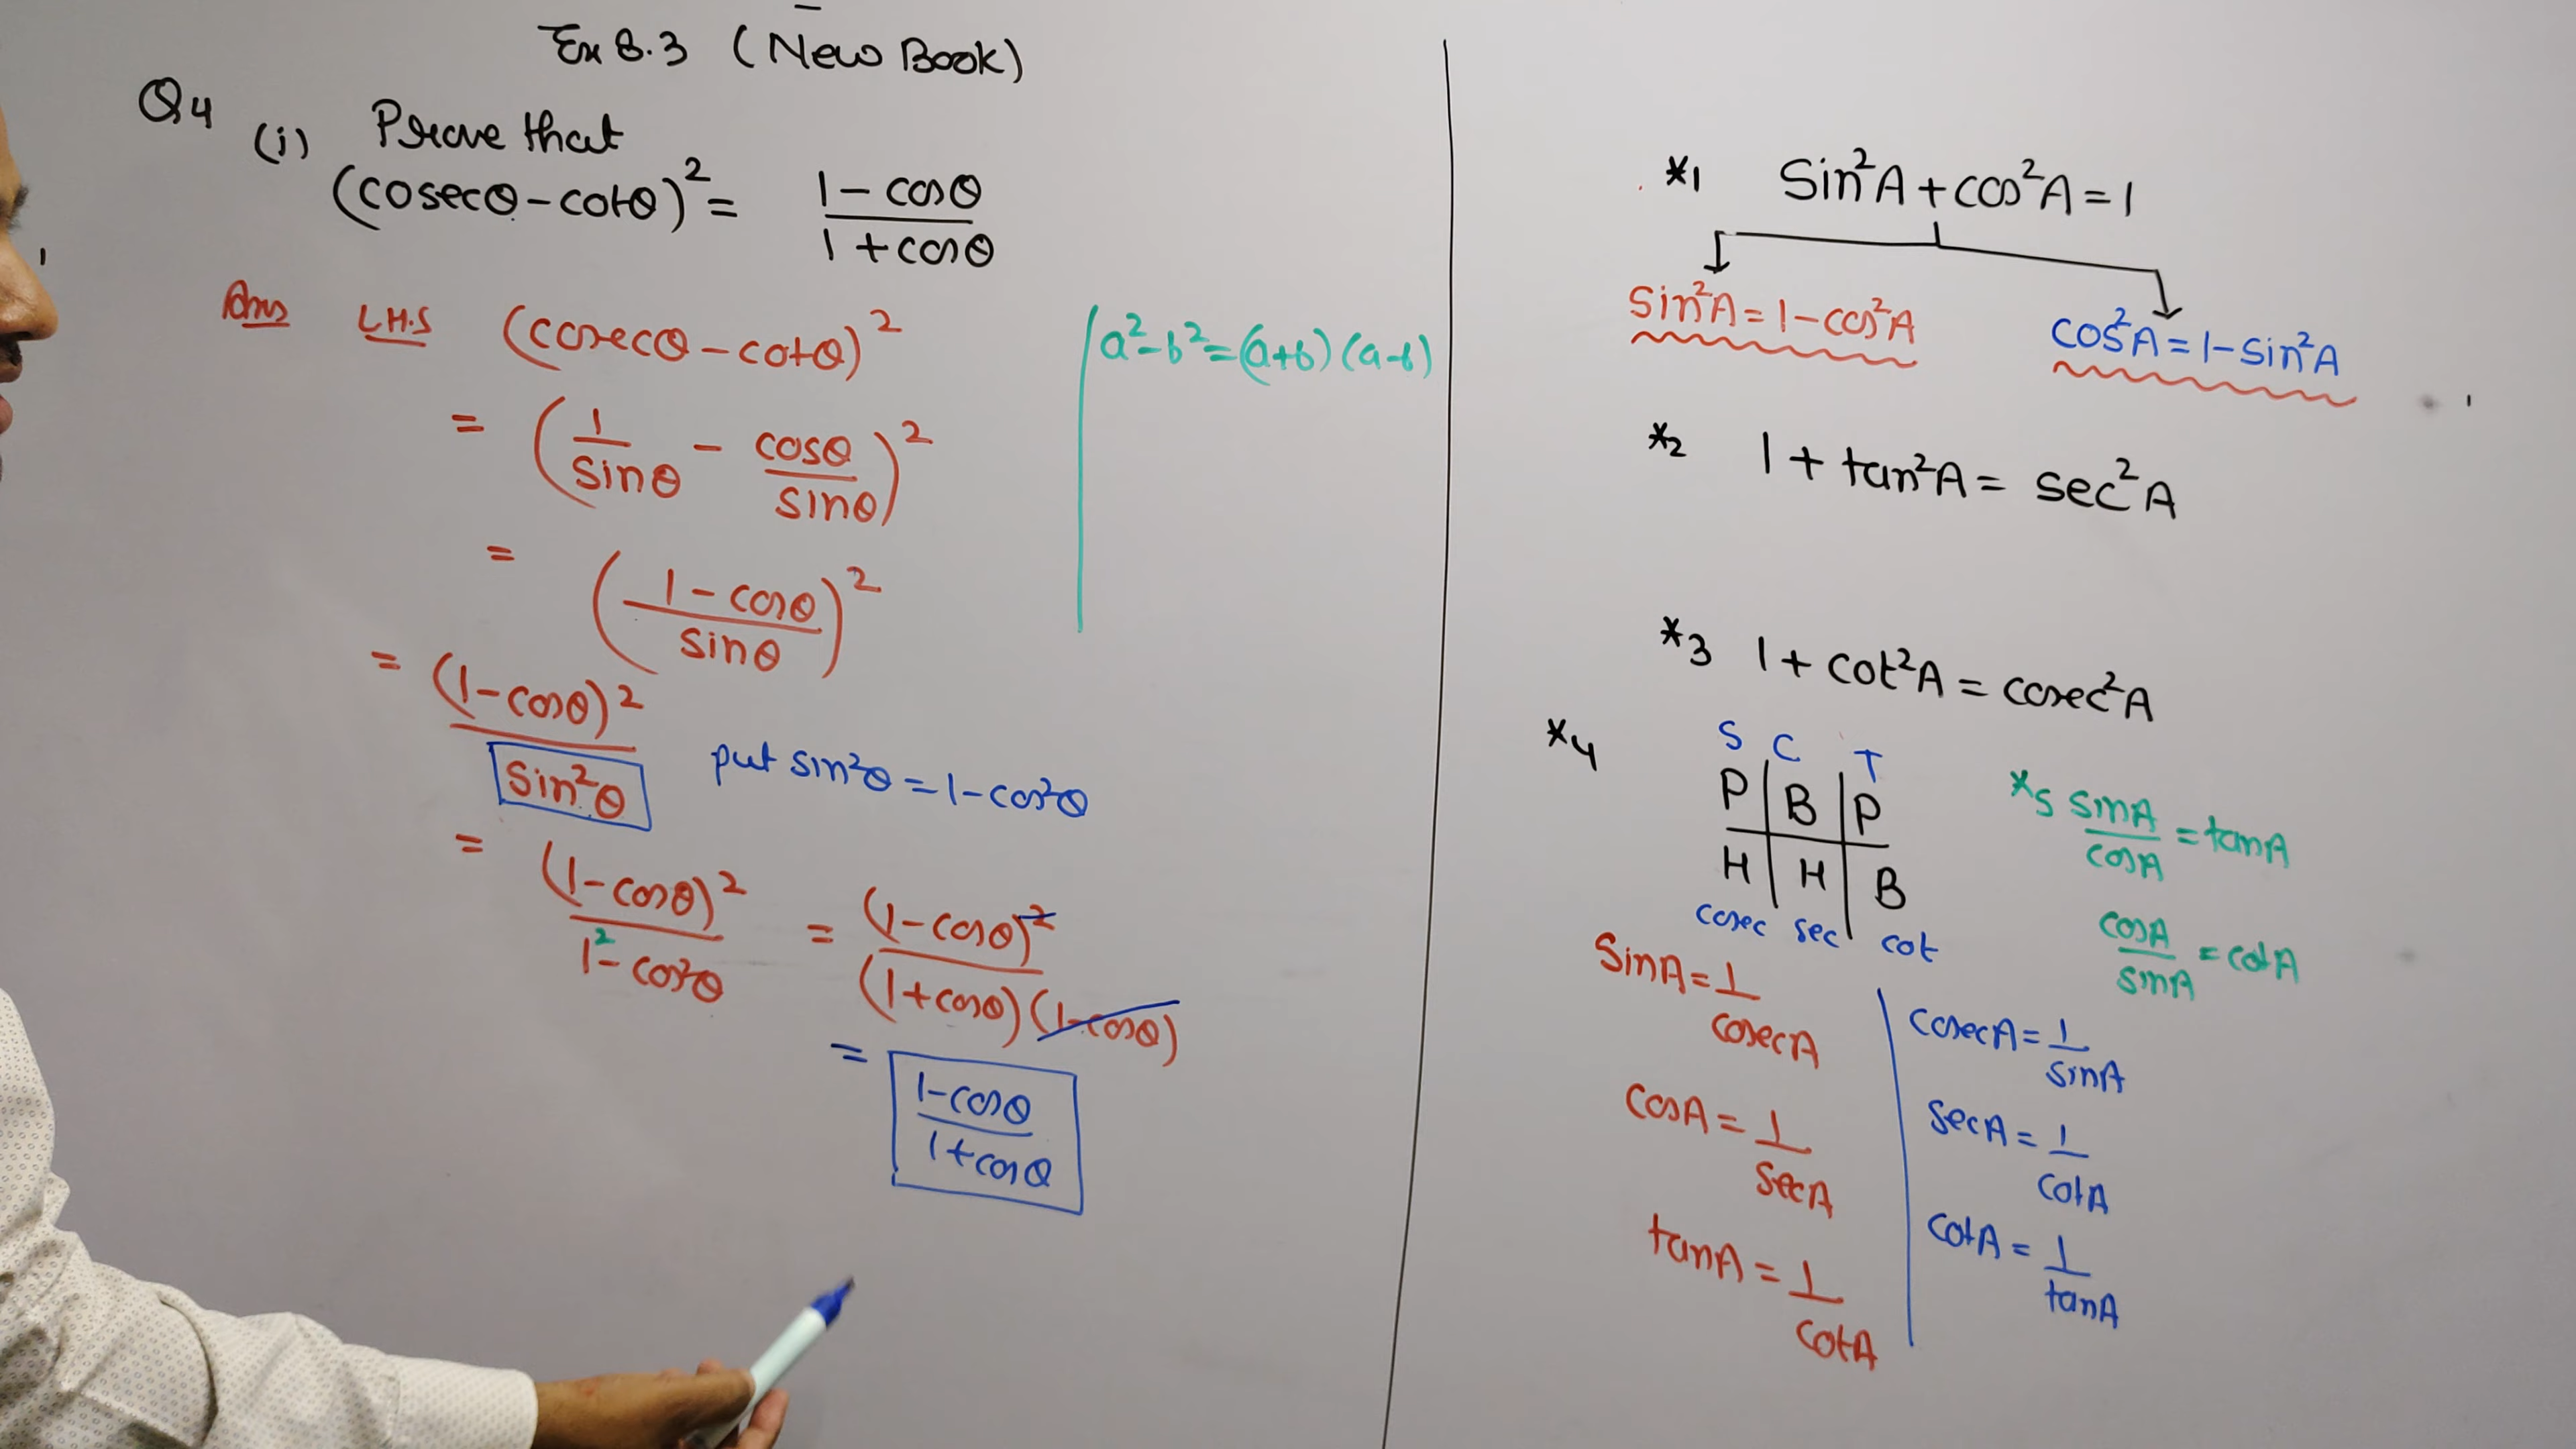 Ex 8.3 (New Book)
Q4 (i) Prove that
(cosecθ-cotθ)² = (1-cosθ)/(1+cosθ)
Ans L.H.S (cosecθ-cotθ)²
= (1/sinθ - cosθ/sinθ)²
= ((1-cosθ)/sinθ)²
= (1-cosθ)²/sin²θ put sin²θ=1-cos²θ
= (1-cosθ)²/(1²-cos²θ) = (1-cosθ)²/((1+cosθ)(1-cosθ))
= (1-cosθ)/(1+cosθ)
a²-b²=(a+b)(a-b)
*1 Sin²A+cos²A=1
Sin²A=1-cos²A cos²A=1-sin²A
*2 1+tan²A= sec²A
*3 1+cot²A=cosec²A
*4 S C T
P B P
H H B
cosec sec cot
*5 sinA/cosA = tanA
cosA/sinA = cotA
SinA=1/cosecA
cosA=1/secA
tanA=1/cotA
cosecA=1/sinA
secA=1/cotA
cotA=1/tanA